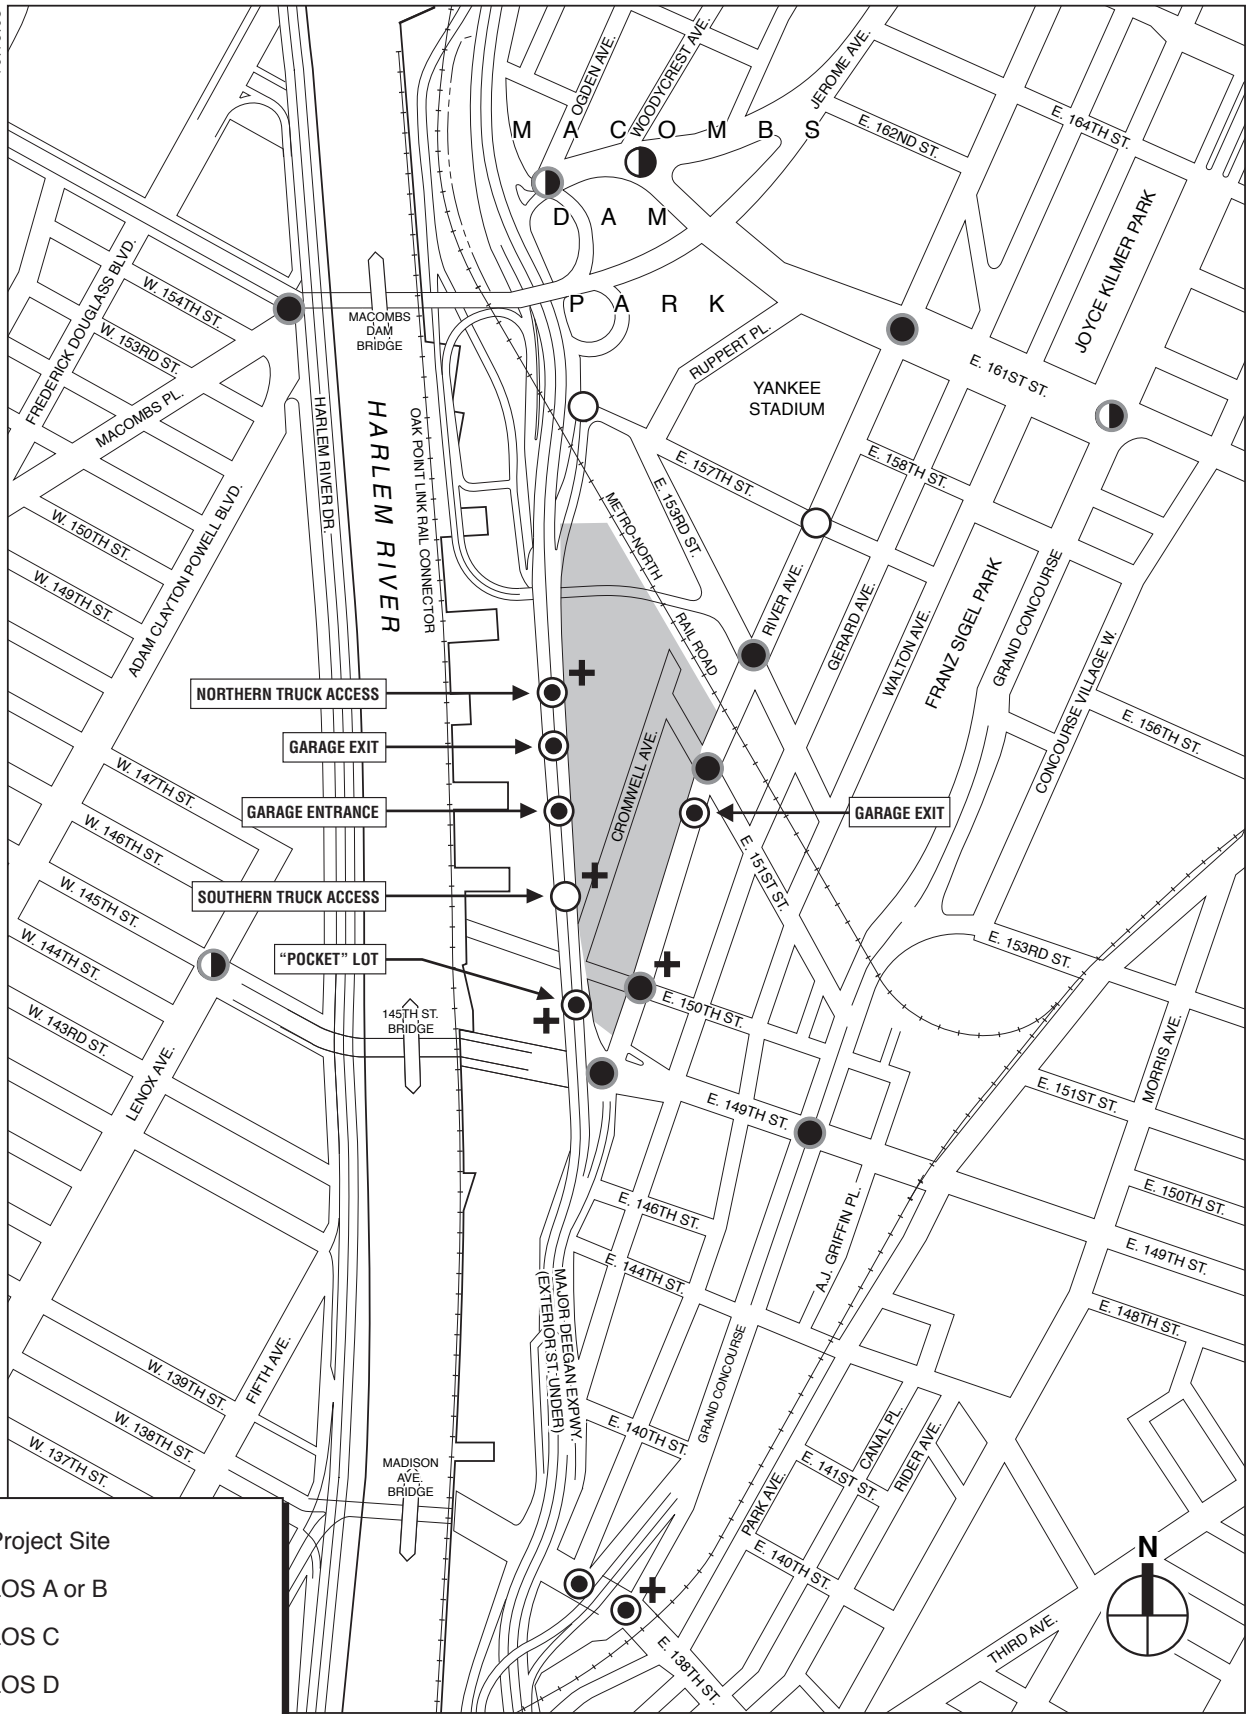 OGDEN AVE.
WOODYCREST AVE.
JEROME AVE.
E. 162ND ST.
E. 164TH ST.
MACOMBS
DAM
PARK
JOYCE KILMER PARK
FREDERICK DOUGLASS BLVD.
W. 154TH ST.
W. 153RD ST.
MACOMBS PL.
MACOMBS
DAM
BRIDGE
RUPPERT PL.
YANKEE
STADIUM
E. 161ST ST.
HARLEM RIVER DR.
HARLEM RIVER
OAK POINT LINK RAIL CONNECTOR
E. 157TH ST.
E. 158TH ST.
E. 153RD ST.
METRO-NORTH
RAIL ROAD
W. 150TH ST.
W. 149TH ST.
ADAM CLAYTON POWELL BLVD.
RIVER AVE.
GERARD AVE.
WALTON AVE.
FRANZ SIGEL PARK
GRAND CONCOURSE
CONCOURSE VILLAGE W.
E. 156TH ST.
NORTHERN TRUCK ACCESS
GARAGE EXIT
GARAGE ENTRANCE
CROMWELL AVE.
GARAGE EXIT
SOUTHERN TRUCK ACCESS
"POCKET" LOT
W. 147TH ST.
W. 146TH ST.
W. 145TH ST.
W. 144TH ST.
W. 143RD ST.
LENOX AVE.
E. 151ST ST.
E. 153RD ST.
145TH ST.
BRIDGE
E. 150TH ST.
E. 149TH ST.
MORRIS AVE.
E. 151ST ST.
E. 150TH ST.
E. 149TH ST.
E. 148TH ST.
E. 146TH ST.
E. 144TH ST.
A.J. GRIFFIN PL.
MAJOR DEEGAN EXPWY.
(EXTERIOR ST. UNDER)
GRAND CONCOURSE
FIFTH AVE.
W. 139TH ST.
W. 138TH ST.
W. 137TH ST.
MADISON
AVE.
BRIDGE
E. 140TH ST.
CANAL PL.
RIDER AVE.
E. 141ST ST.
PARK AVE.
E. 140TH ST.
E. 138TH ST.
THIRD AVE.
N
Project Site
LOS A or B
LOS C
LOS D